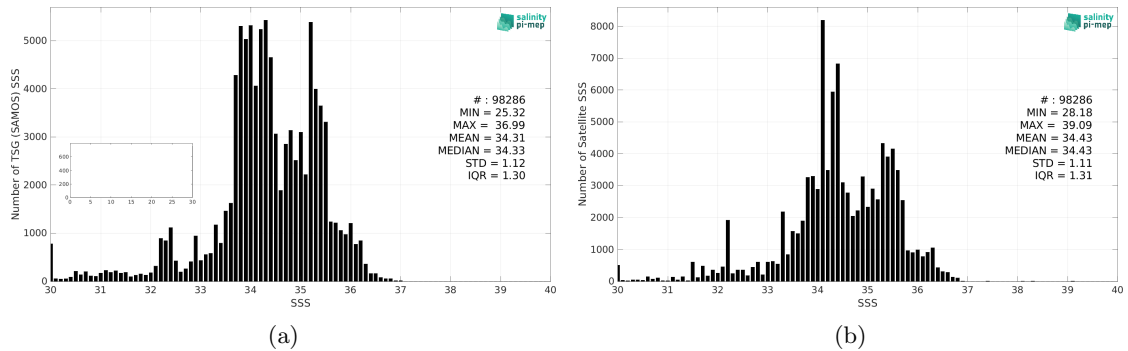 salinity
pi-mep
Number of TSG (SAMOS) SSS
5000
4000
3000
2000
1000
0
# : 98286
MIN = 25.32
MAX = 36.99
MEAN = 34.31
MEDIAN = 34.33
STD = 1.12
IQR = 1.30
600
400
200
0
0 5 10 15 20 25 30
30 31 32 33 34 35 36 37 38 39 40
SSS
(a)
salinity
pi-mep
Number of Satellite SSS
8000
7000
6000
5000
4000
3000
2000
1000
0
# : 98286
MIN = 28.18
MAX = 39.09
MEAN = 34.43
MEDIAN = 34.43
STD = 1.11
IQR = 1.31
30 31 32 33 34 35 36 37 38 39 40
SSS
(b)